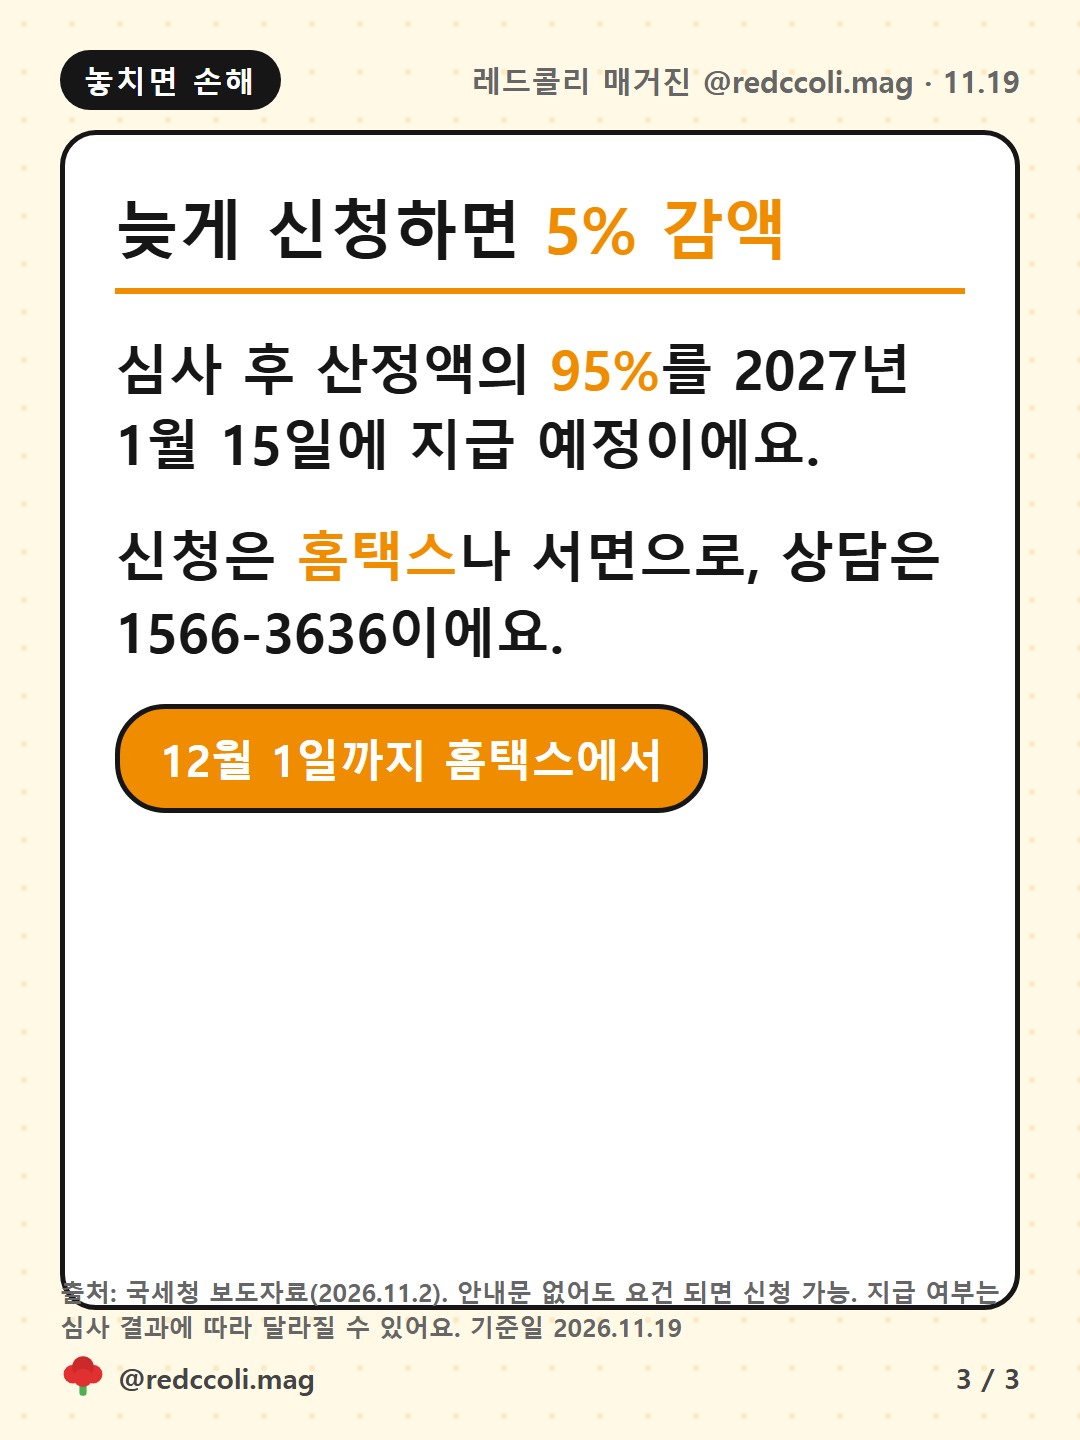 놓치면 손해
레드콜리 매거진 @redccoli.mag · 11.19
늦게 신청하면 5% 감액
심사 후 산정액의 95%를 2027년
1월 15일에 지급 예정이에요.
신청은 홈택스나 서면으로, 상담은
1566-3636이에요.
12월 1일까지 홈택스에서
출처: 국세청 보도자료(2026.11.2). 안내문 없어도 요건 되면 신청 가능. 지급 여부는
심사 결과에 따라 달라질 수 있어요. 기준일 2026.11.19
@redccoli.mag
3 / 3